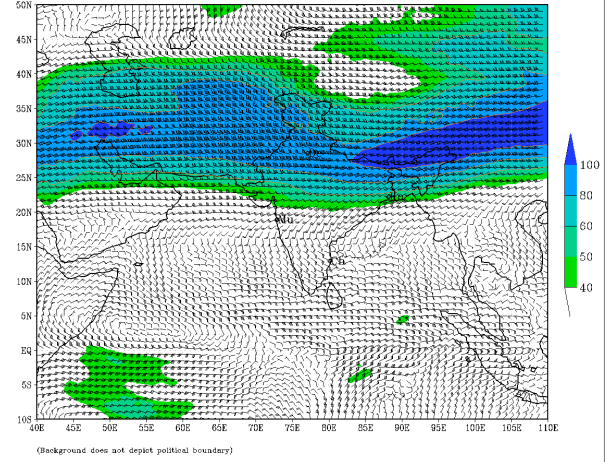 50N
45N
40N
35N
30N
25N
20N
15N
10N
5N
EQ
5S
10S
40E 45E 50E 55E 60E 65E 70E 75E 80E 85E 90E 95E 100E 105E 110E
100
80
60
50
40
Mu
(Background does not depict political boundary)